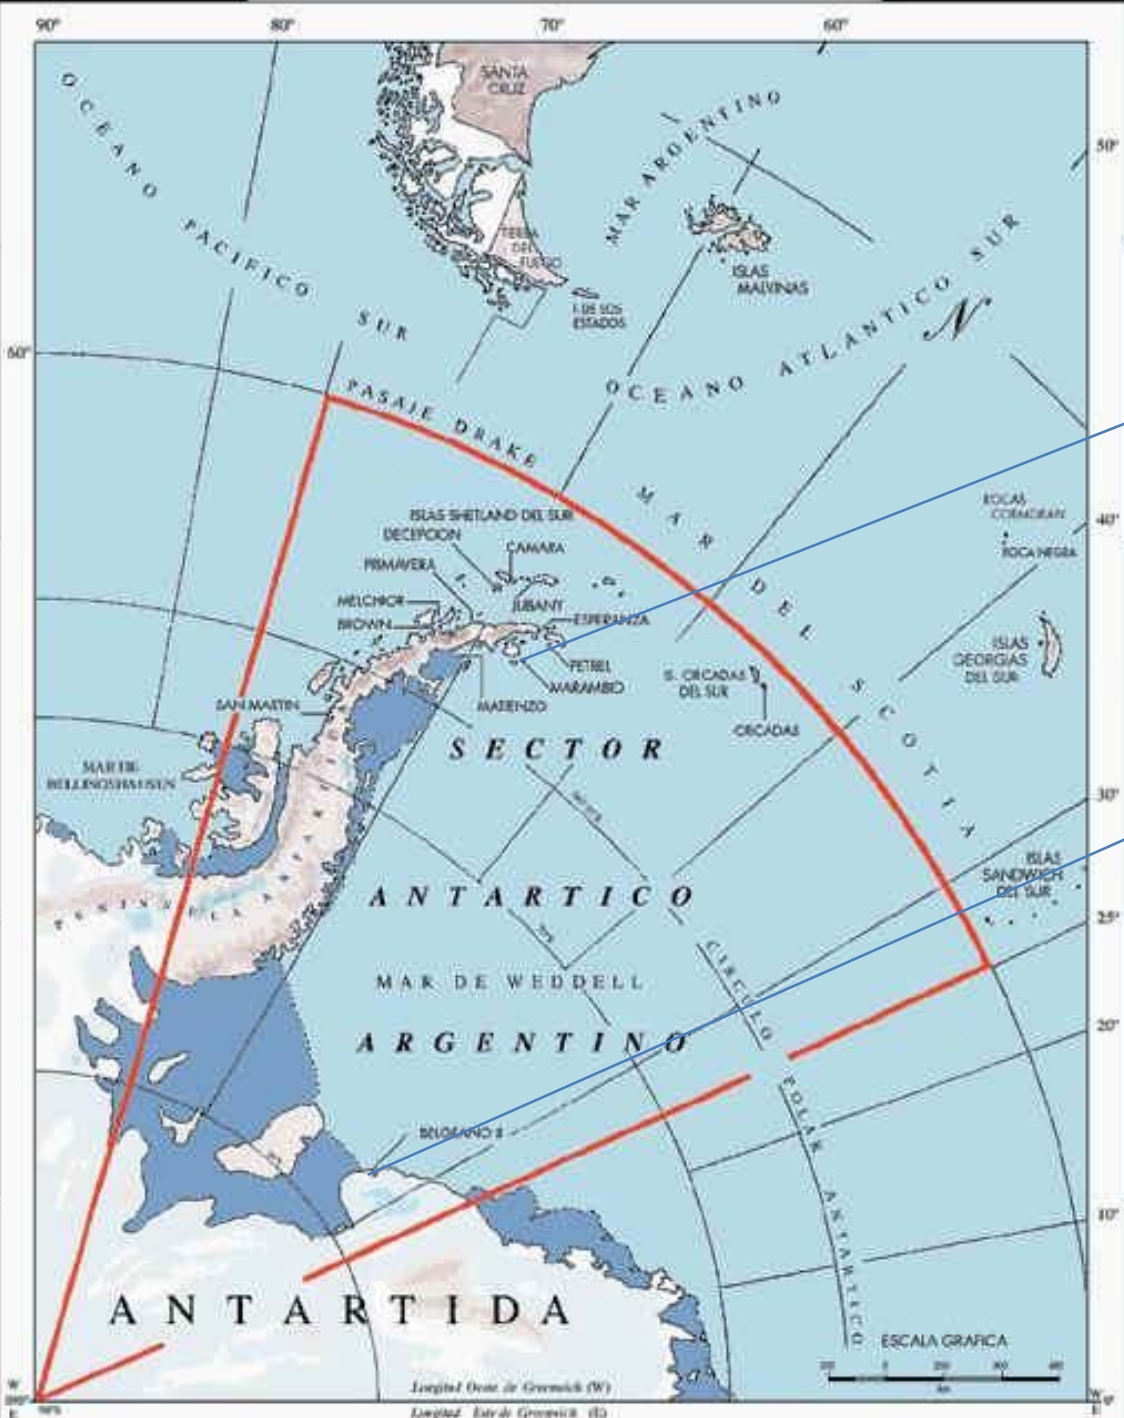 90°
80°
70°
60°
SANTA
CRUZ
OCEANO PACIFICO SUR
MAR ARGENTINO
50°
TIERRA
DEL
FUEGO
I. DE LOS
ESTADOS
ISLAS
MALVINAS
OCEANO ATLANTICO SUR
N
60°
PASAJE DRAKE
MAR DEL SCOTIA
ISLAS SHETLAND DEL SUR
DECEPCION
CAMARA
PRIMAVERA
MELCHIOR
JUBANY
BROWN
ESPERANZA
PETREL
MARAMBIO
MATIENZO
SAN MARTIN
ROCAS
CORMORAN
40°
ROCA NEGRA
ISLAS
GEORGIAS
DEL SUR
S. ORCADAS
DEL SUR
ORCADAS
MAR DE
BELLINGSHAUSEN
SECTOR
30°
ISLAS
SANDWICH
DEL SUR
PENINSULA ANTARTICA
ANTARTICO
25°
MAR DE WEDDELL
ARGENTINO
20°
CIRCULO POLAR ANTARTICO
BELGRANO II
10°
ANTARTIDA
ESCALA GRAFICA
Km
Longitud Oeste de Greenwich (W)
Longitud Este de Greenwich (E)
W
E
W
0°
E